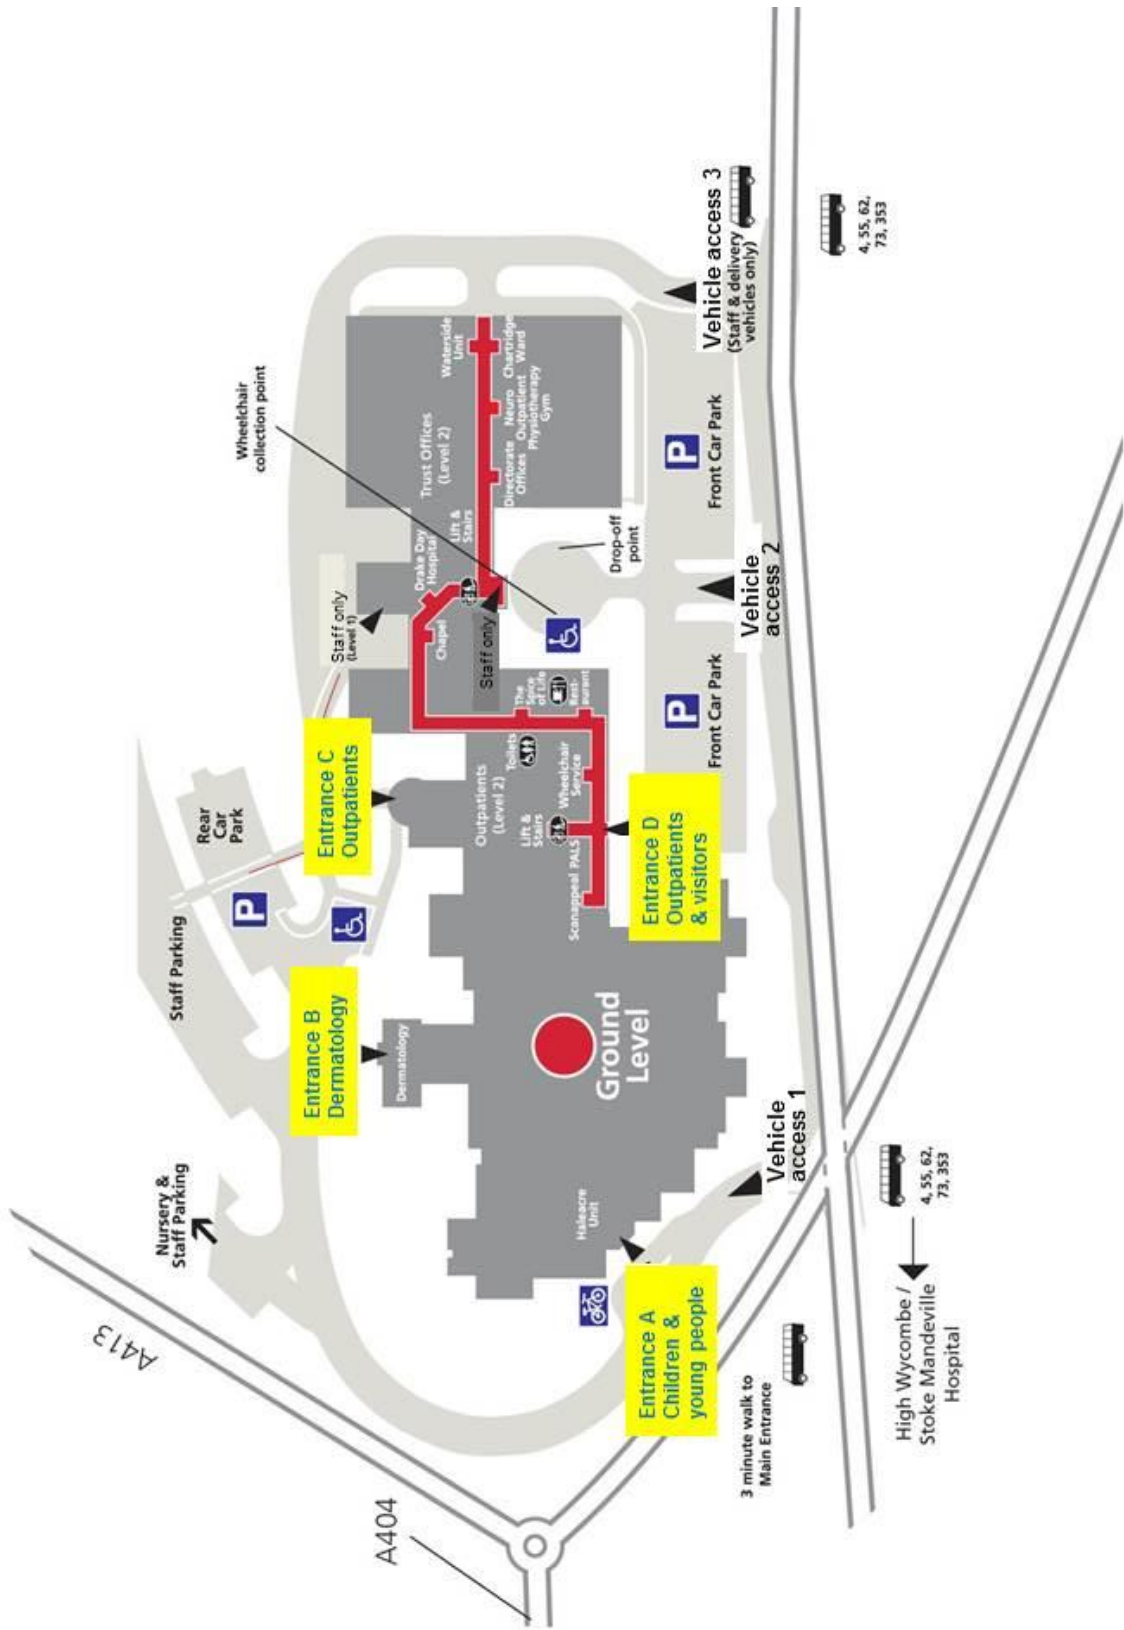 A413
A404
Nursery &
Staff Parking
Staff Parking
Rear
Car
Park
P
Entrance B
Dermatology
Entrance C
Outpatients
Staff only
(Level 1)
Wheelchair
collection point
Dermatology
Outpatients
(Level 2)
Toilets
Lift &
Stairs
Scanappeal
PALS
Wheelchair
Service
The
Spice
of Life
Rest-
aurant
Chapel
Drake Day
Hospital
Staff only
Lift &
Stairs
Trust Offices
(Level 2)
Waterside
Unit
Directorate
Offices
Neuro
Outpatient
Physiotherapy
Gym
Chartridge
Ward
Ground
Level
Haleacre
Unit
Entrance A
Children &
young people
Entrance D
Outpatients
& visitors
Drop-off
point
P
Front Car Park
P
Front Car Park
Vehicle
access 1
Vehicle
access 2
Vehicle access 3
(Staff & delivery
vehicles only)
3 minute walk to
Main Entrance
4, 55, 62,
73, 353
4, 55, 62,
73, 353
High Wycombe /
Stoke Mandeville
Hospital